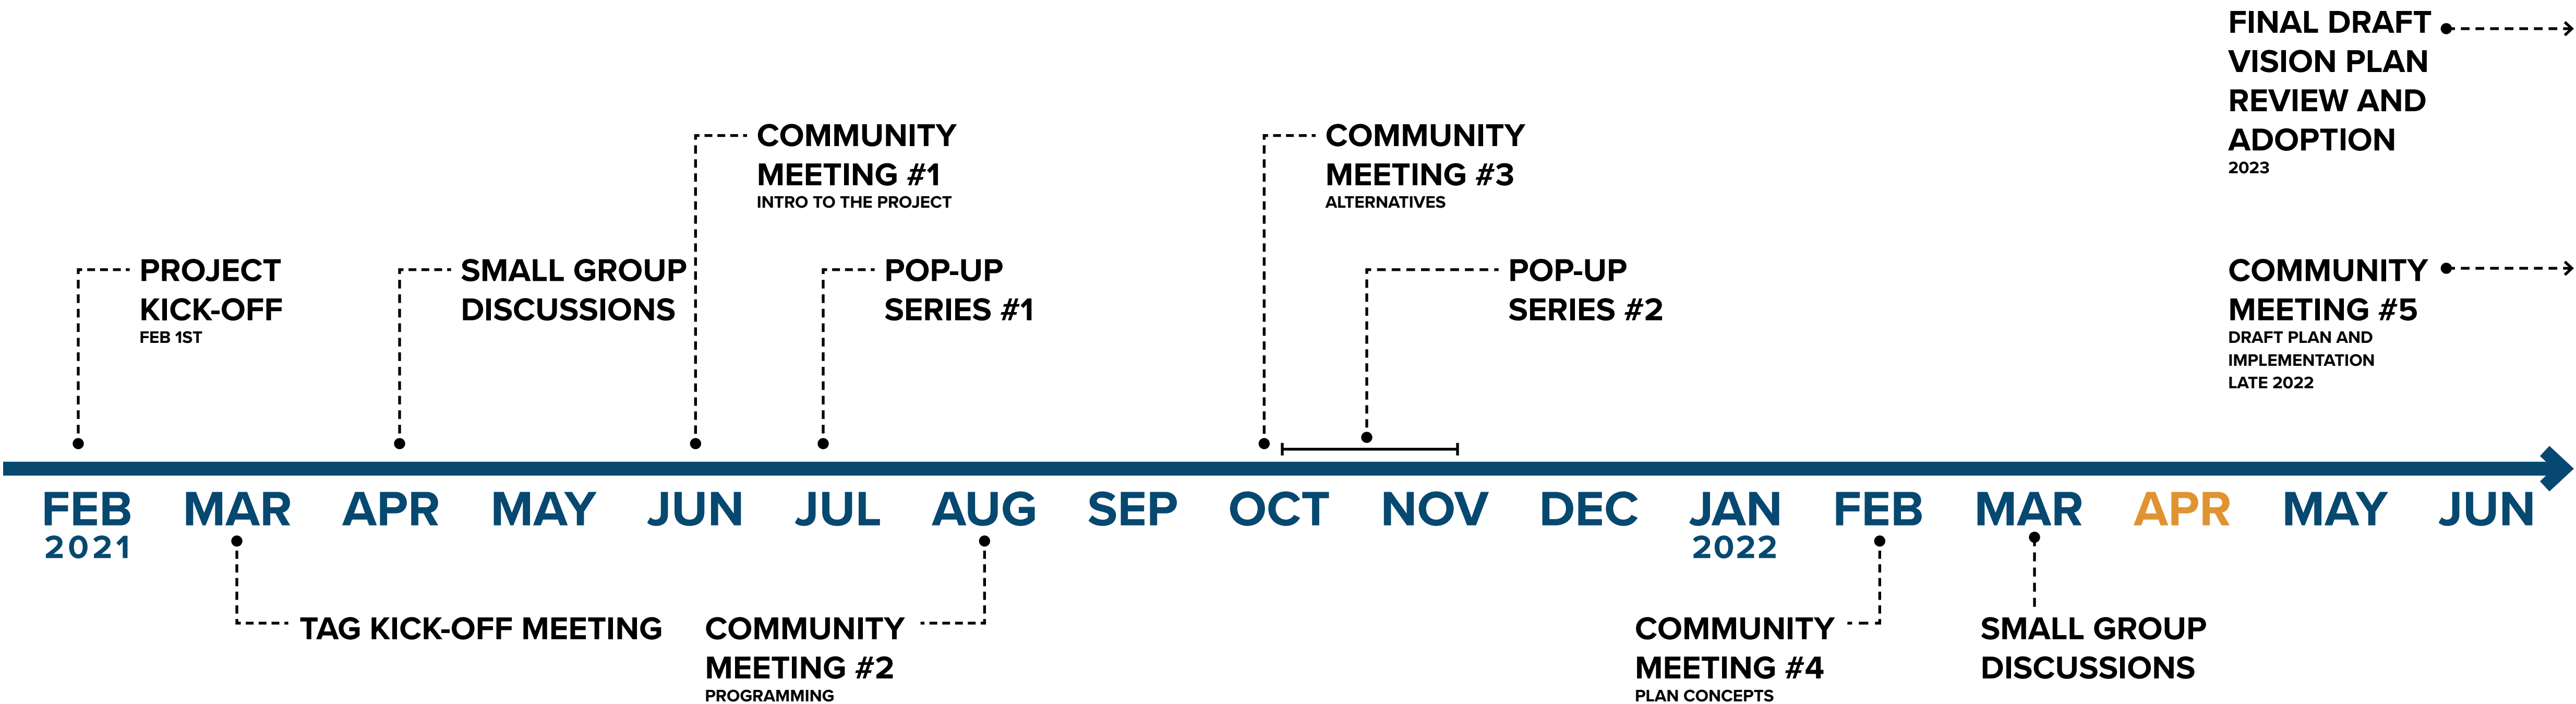 FINAL DRAFT
VISION PLAN
REVIEW AND
ADOPTION
2023
COMMUNITY
MEETING #1
INTRO TO THE PROJECT
COMMUNITY
MEETING #3
ALTERNATIVES
PROJECT
KICK-OFF
FEB 1ST
SMALL GROUP
DISCUSSIONS
POP-UP
SERIES #1
POP-UP
SERIES #2
COMMUNITY
MEETING #5
DRAFT PLAN AND
IMPLEMENTATION
LATE 2022
FEB MAR APR MAY JUN JUL AUG SEP OCT NOV DEC JAN FEB MAR APR MAY JUN
2021 2022
TAG KICK-OFF MEETING
COMMUNITY
MEETING #2
PROGRAMMING
COMMUNITY
MEETING #4
PLAN CONCEPTS
SMALL GROUP
DISCUSSIONS